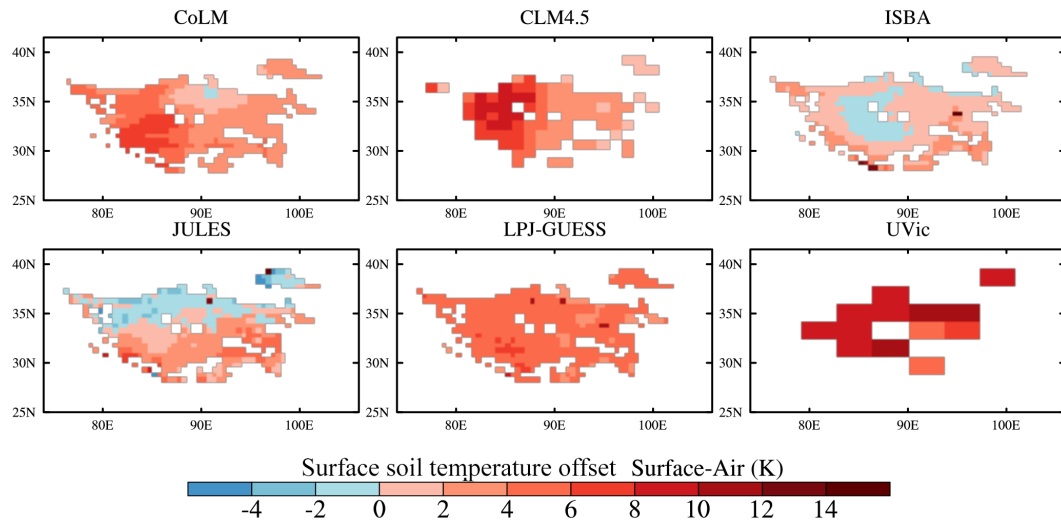 CoLM CLM4.5 ISBA
40N 40N 40N
35N 35N 35N
30N 30N 30N
25N 25N 25N
80E 90E 100E 80E 90E 100E 80E 90E 100E
JULES LPJ-GUESS UVic
40N 40N 40N
35N 35N 35N
30N 30N 30N
25N 25N 25N
80E 90E 100E 80E 90E 100E 80E 90E 100E
Surface soil temperature offset Surface-Air (K)
-4 -2 0 2 4 6 8 10 12 14